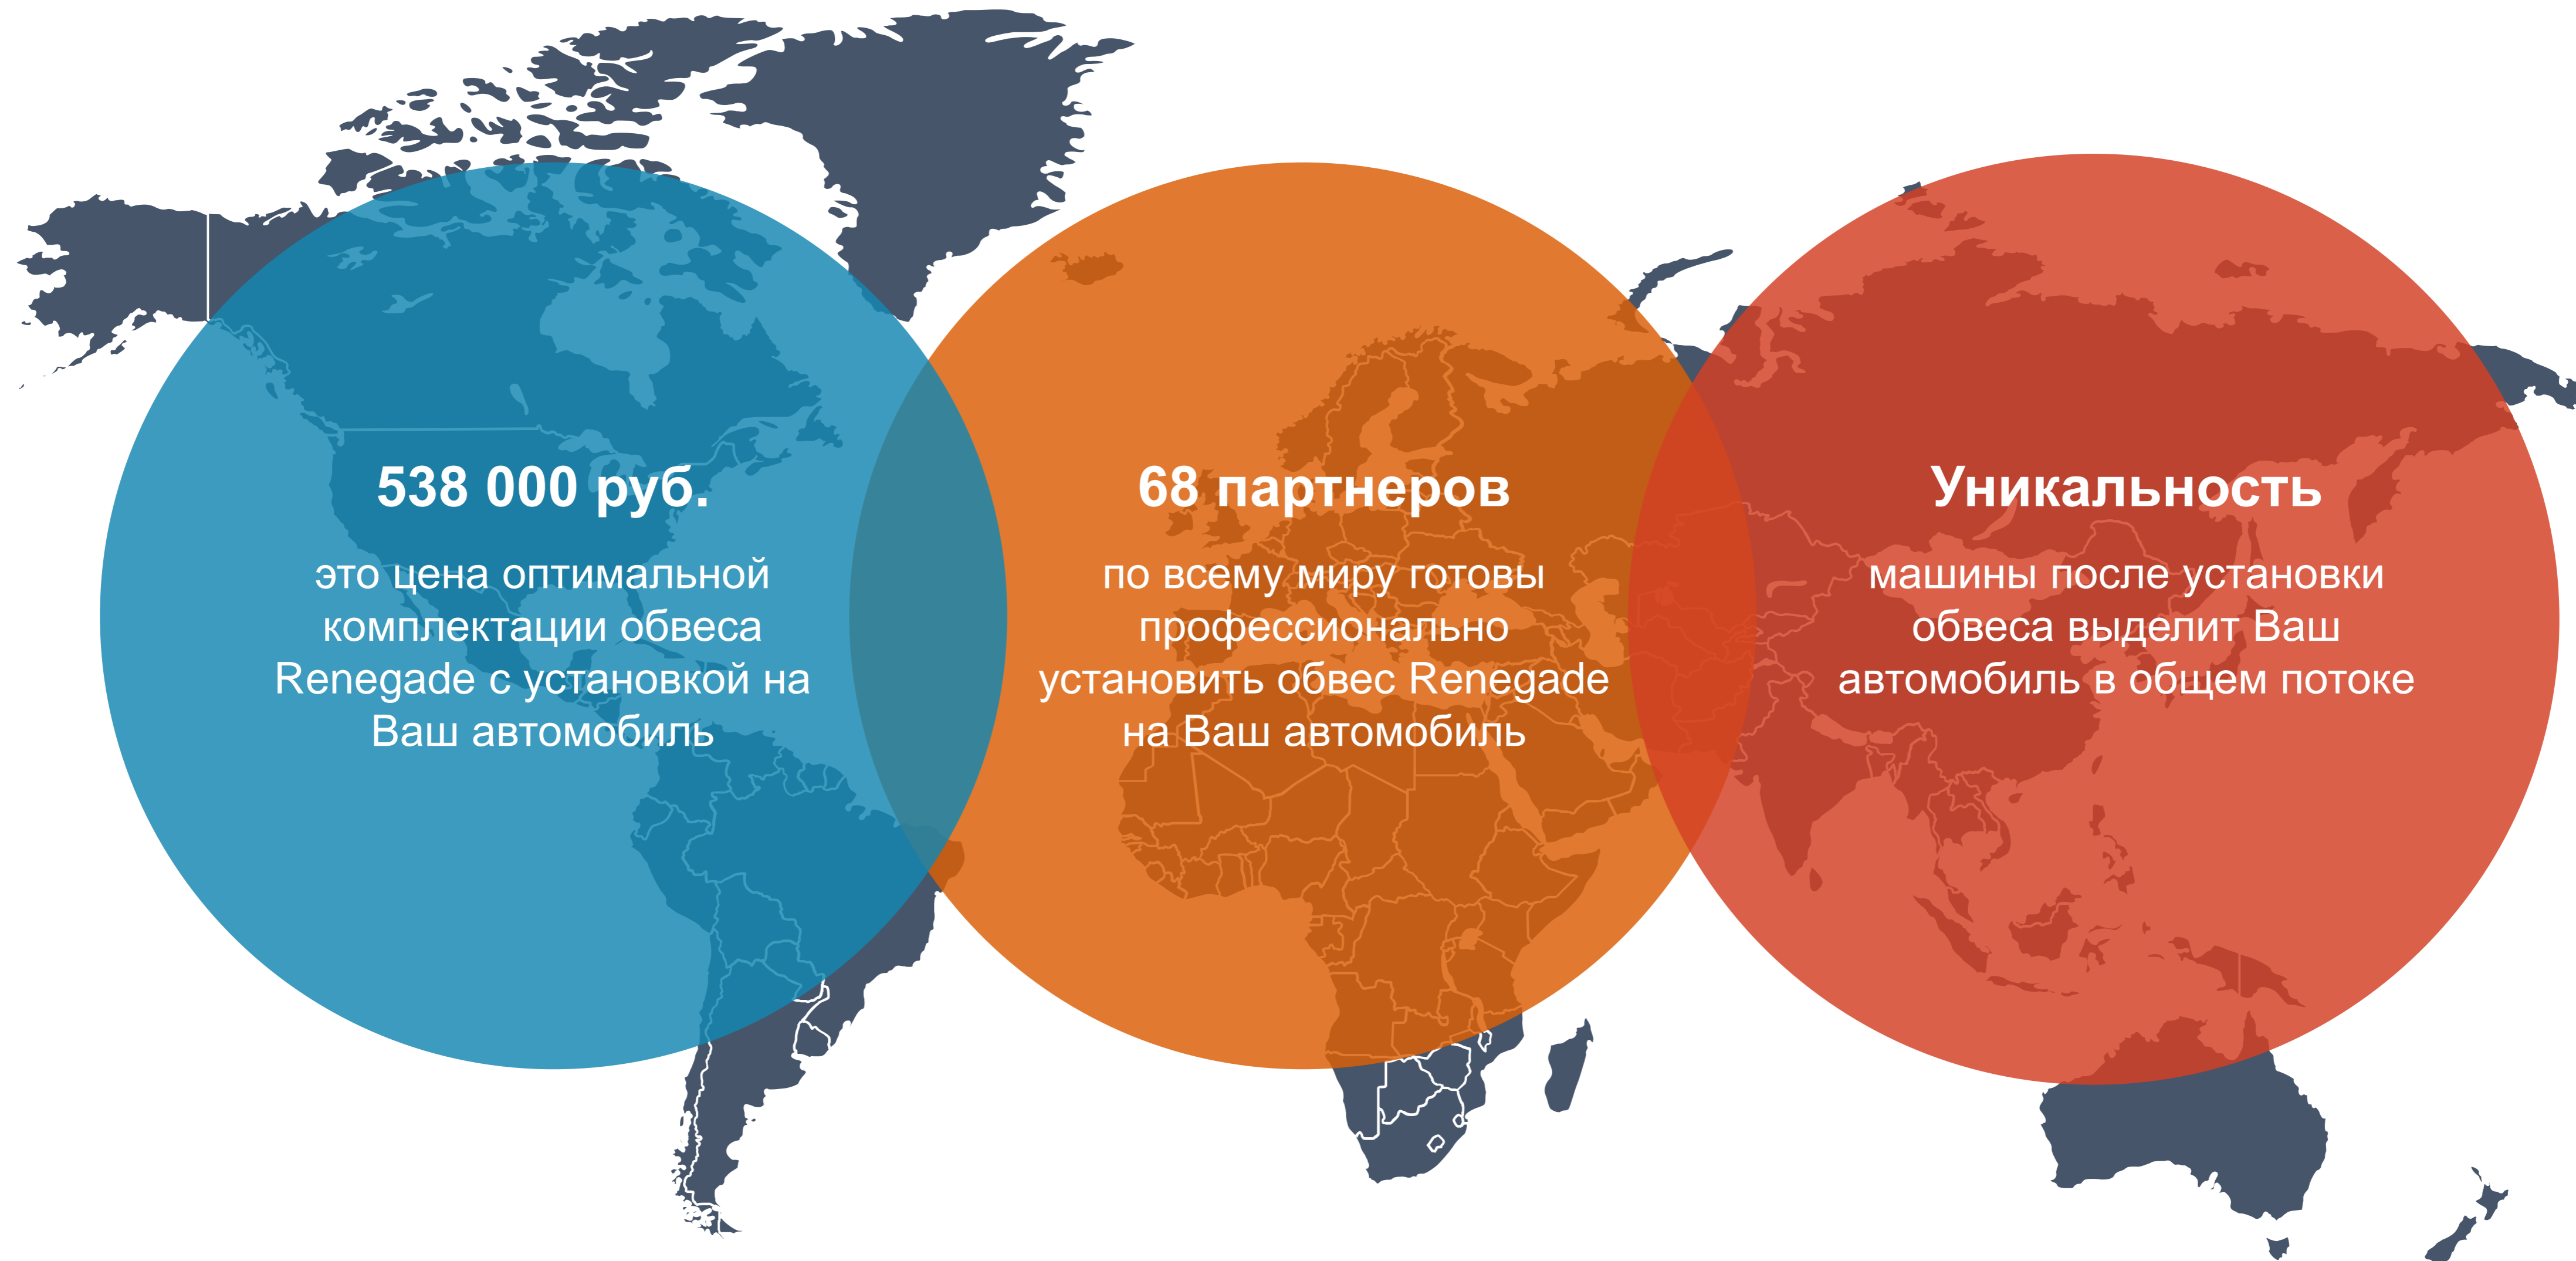 538 000 руб.
это цена оптимальной
комплектации обвеса
Renegade с установкой на
Ваш автомобиль
68 партнеров
по всему миру готовы
профессионально
установить обвес Renegade
на Ваш автомобиль
Уникальность
машины после установки
обвеса выделит Ваш
автомобиль в общем потоке